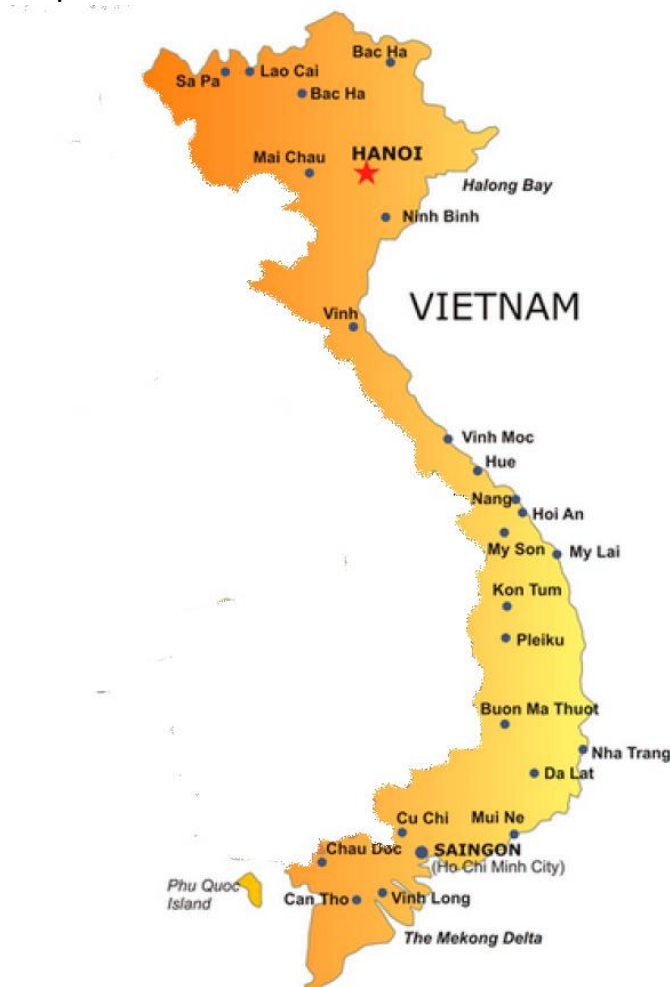 Bac Ha
Sa Pa
Lao Cai
Bac Ha
Mai Chau
HANOI
Halong Bay
Ninh Binh
VIETNAM
Vinh
Vinh Moc
Hue
Nang
Hoi An
My Son
My Lai
Kon Tum
Pleiku
Buon Ma Thuot
Nha Trang
Da Lat
Cu Chi
Mui Ne
Chau Doc
SAINGON
(Ho Chi Minh City)
Phu Quoc
Island
Can Tho
Vinh Long
The Mekong Delta